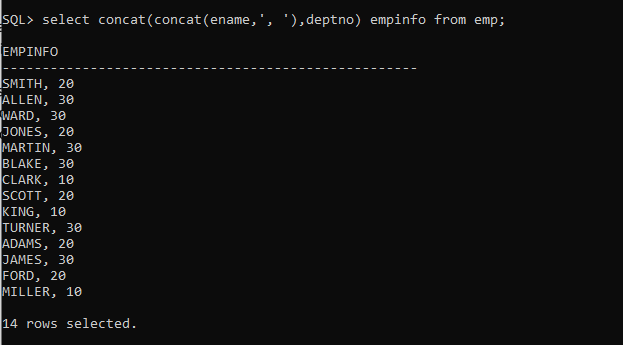 SQL> select concat(concat(ename,', '),deptno) empinfo from emp;
EMPINFO
----------------------------------------------------
SMITH, 20
ALLEN, 30
WARD, 30
JONES, 20
MARTIN, 30
BLAKE, 30
CLARK, 10
SCOTT, 20
KING, 10
TURNER, 30
ADAMS, 20
JAMES, 30
FORD, 20
MILLER, 10
14 rows selected.